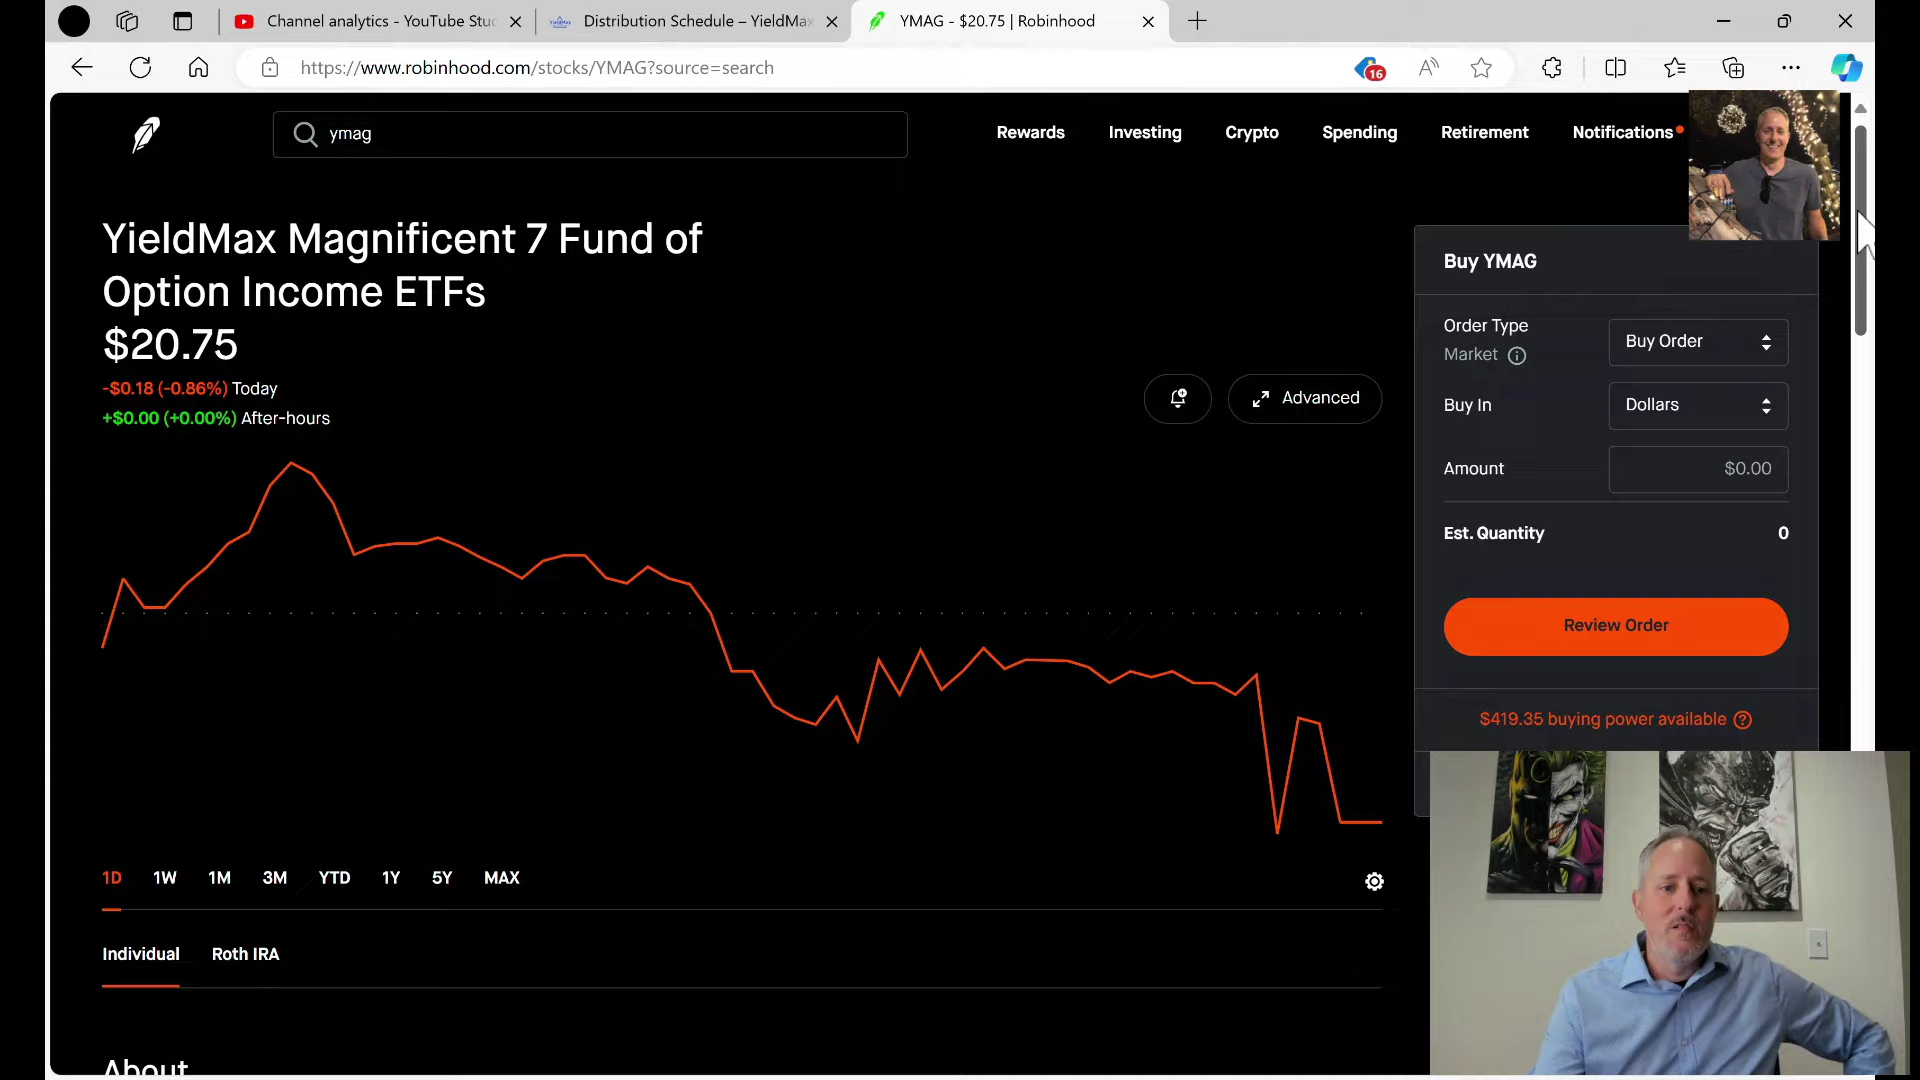 Channel analytics - YouTube Stu
Distribution Schedule – YieldMax
YMAG - $20.75 | Robinhood
https://www.robinhood.com/stocks/YMAG?source=search
16
ymag
Rewards
Investing
Crypto
Spending
Retirement
Notifications
YieldMax Magnificent 7 Fund of
Option Income ETFs
$20.75
-$0.18 (-0.86%) Today
+$0.00 (+0.00%) After-hours
Advanced
Buy YMAG
Order Type
Market
Buy Order
Buy In
Dollars
Amount
$0.00
Est. Quantity
0
Review Order
$419.35 buying power available
1D
1W
1M
3M
YTD
1Y
5Y
MAX
Individual
Roth IRA
About